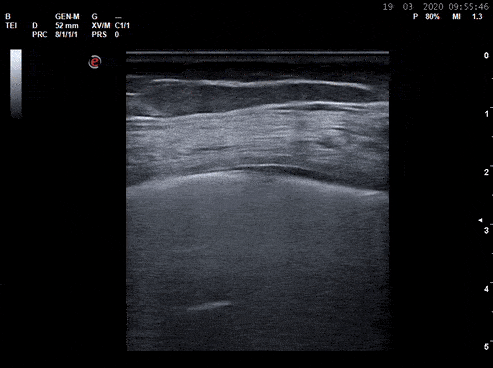 19 03 2020 09:55:46
B GEN-M G --- P 80% MI 1.3
TEI D 52 mm XV/M C1/1
PRC 8/1/1/1 PRS 0
e
0
1
2
3
4
5